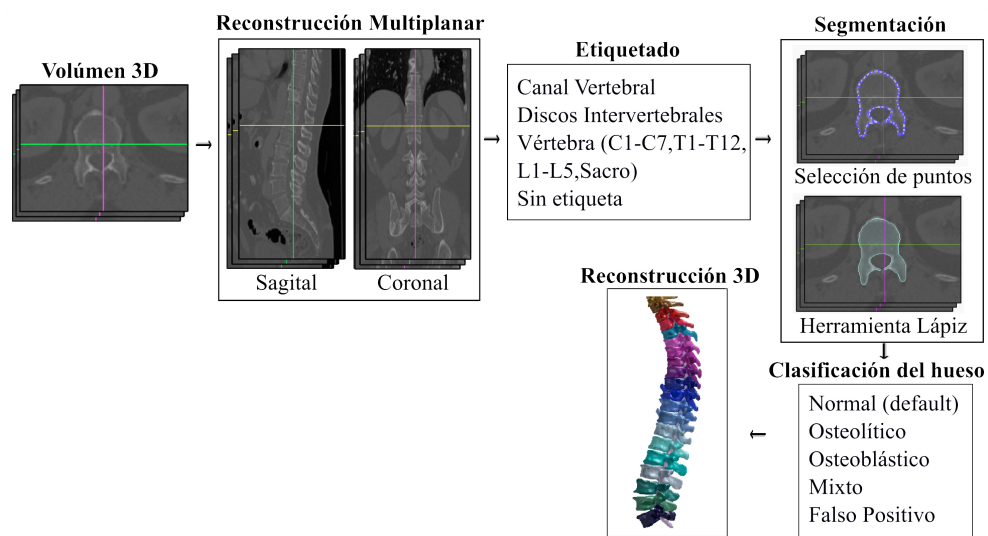 Volúmen 3D
Reconstrucción Multiplanar
Sagital
Coronal
Etiquetado
Canal Vertebral
Discos Intervertebrales
Vértebra (C1-C7,T1-T12,
L1-L5,Sacro)
Sin etiqueta
Segmentación
Selección de puntos
Herramienta Lápiz
Clasificación del hueso
Normal (default)
Osteolítico
Osteoblástico
Mixto
Falso Positivo
Reconstrucción 3D